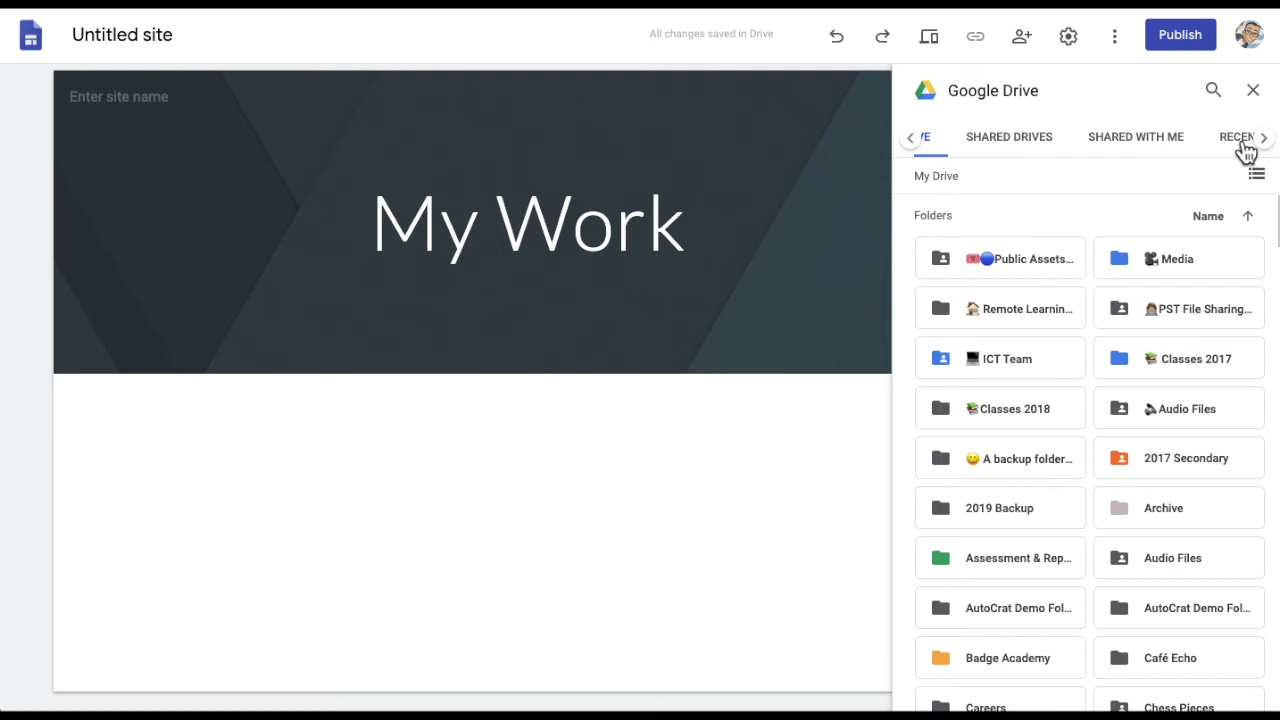 Untitled site
All changes saved in Drive
Publish
Enter site name
My Work
Google Drive
VE
SHARED DRIVES
SHARED WITH ME
RECEN
My Drive
Folders
Name
Public Assets...
Media
Remote Learnin...
PST File Sharing...
ICT Team
Classes 2017
Classes 2018
Audio Files
A backup folder...
2017 Secondary
2019 Backup
Archive
Assessment & Rep...
Audio Files
AutoCrat Demo Fol...
AutoCrat Demo Fol...
Badge Academy
Café Echo
Careers
Chess Pieces